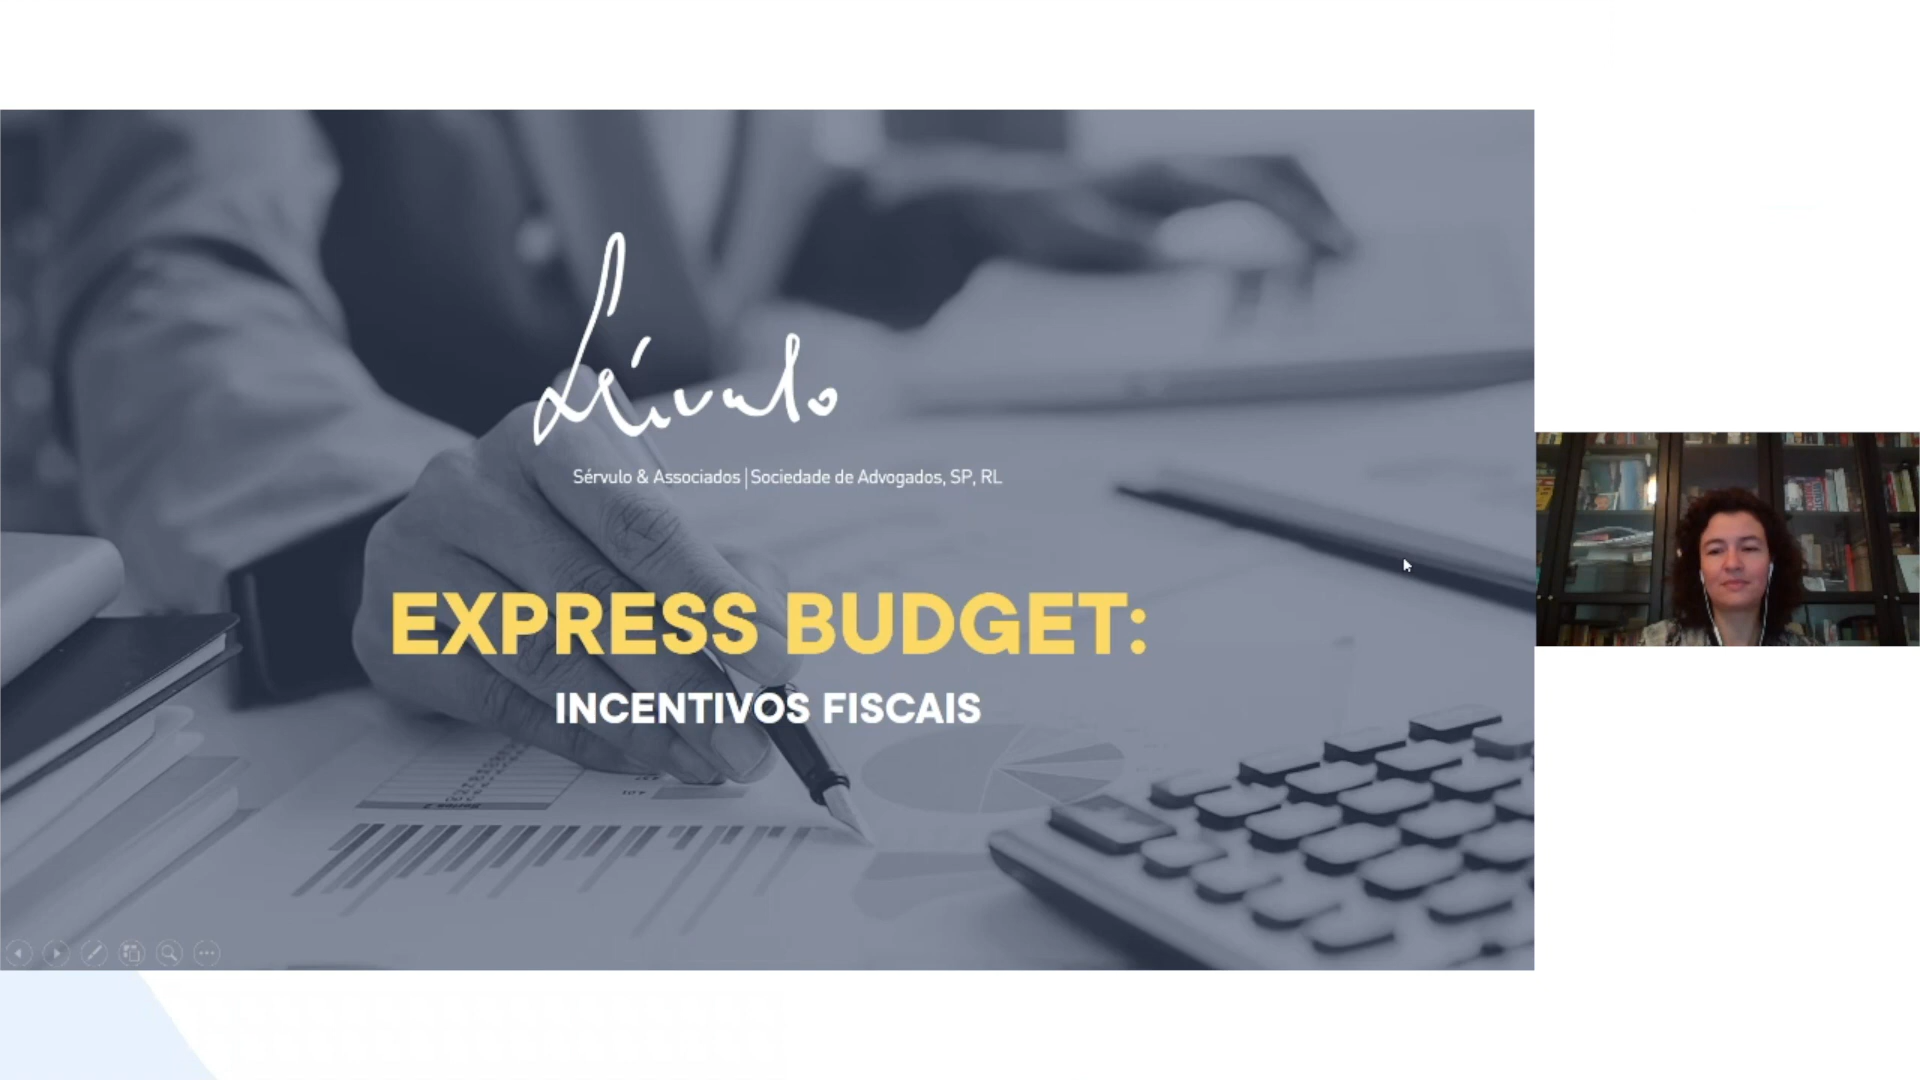 Sérvulo
Sérvulo & Associados | Sociedade de Advogados, SP, RL
EXPRESS BUDGET:
INCENTIVOS FISCAIS